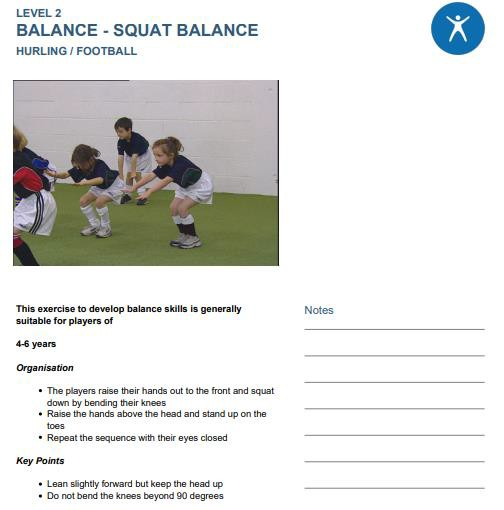 LEVEL 2
BALANCE - SQUAT BALANCE
HURLING / FOOTBALL
This exercise to develop balance skills is generally
suitable for players of
4-6 years
Organisation
• The players raise their hands out to the front and squat
down by bending their knees
• Raise the hands above the head and stand up on the
toes
• Repeat the sequence with their eyes closed
Key Points
• Lean slightly forward but keep the head up
• Do not bend the knees beyond 90 degrees
Notes